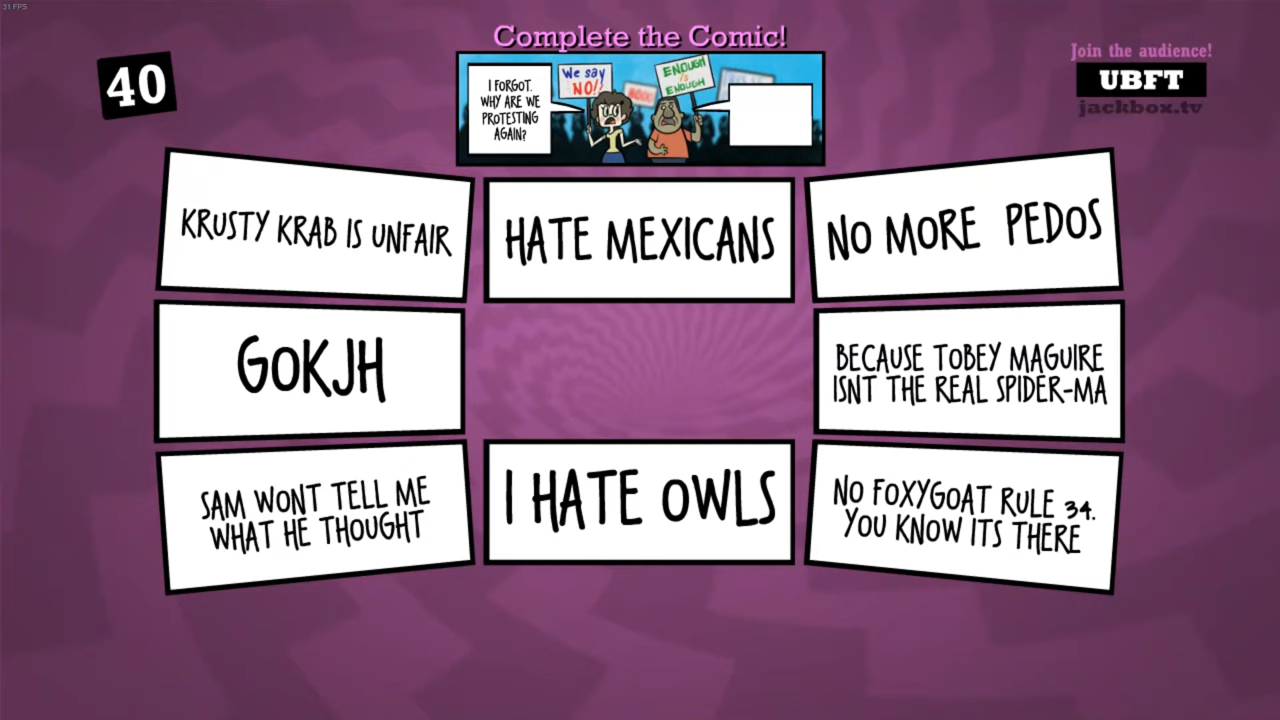 31 FPS
Complete the Comic!
40
I FORGOT.
WHY ARE WE
PROTESTING
AGAIN?
We say
NO!!
ENOUGH
IS
ENOUGH
Join the audience!
UBFT
jackbox.tv
KRUSTY KRAB IS UNFAIR
HATE MEXICANS
NO MORE PEDOS
GOKJH
BECAUSE TOBEY MAGUIRE
ISNT THE REAL SPIDER-MA
SAM WONT TELL ME
WHAT HE THOUGHT
I HATE OWLS
NO FOXYGOAT RULE 34.
YOU KNOW ITS THERE